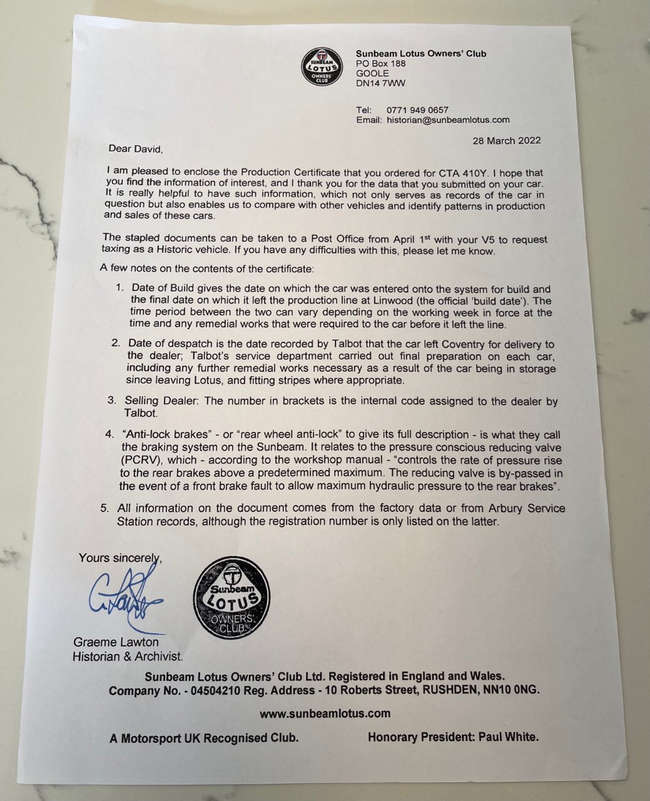 SUNBEAM
LOTUS
OWNERS'
CLUB
Sunbeam Lotus Owners' Club
PO Box 188
GOOLE
DN14 7WW
Tel: 0771 949 0657
Email: historian@sunbeamlotus.com
28 March 2022
Dear David,
I am pleased to enclose the Production Certificate that you ordered for CTA 410Y. I hope that
you find the information of interest, and I thank you for the data that you submitted on your car.
It is really helpful to have such information, which not only serves as records of the car in
question but also enables us to compare with other vehicles and identify patterns in production
and sales of these cars.
The stapled documents can be taken to a Post Office from April 1st with your V5 to request
taxing as a Historic vehicle. If you have any difficulties with this, please let me know.
A few notes on the contents of the certificate:
1. Date of Build gives the date on which the car was entered onto the system for build and
the final date on which it left the production line at Linwood (the official 'build date'). The
time period between the two can vary depending on the working week in force at the
time and any remedial works that were required to the car before it left the line.
2. Date of despatch is the date recorded by Talbot that the car left Coventry for delivery to
the dealer; Talbot's service department carried out final preparation on each car,
including any further remedial works necessary as a result of the car being in storage
since leaving Lotus, and fitting stripes where appropriate.
3. Selling Dealer: The number in brackets is the internal code assigned to the dealer by
Talbot.
4. "Anti-lock brakes" - or "rear wheel anti-lock" to give its full description - is what they call
the braking system on the Sunbeam. It relates to the pressure conscious reducing valve
(PCRV), which - according to the workshop manual - "controls the rate of pressure rise
to the rear brakes above a predetermined maximum. The reducing valve is by-passed in
the event of a front brake fault to allow maximum hydraulic pressure to the rear brakes".
5. All information on the document comes from the factory data or from Arbury Service
Station records, although the registration number is only listed on the latter.
Yours sincerely,
Sunbeam
LOTUS
OWNERS'
CLUB
Graeme Lawton
Historian & Archivist.
Sunbeam Lotus Owners' Club Ltd. Registered in England and Wales.
Company No. - 04504210 Reg. Address - 10 Roberts Street, RUSHDEN, NN10 0NG.
www.sunbeamlotus.com
A Motorsport UK Recognised Club. Honorary President: Paul White.